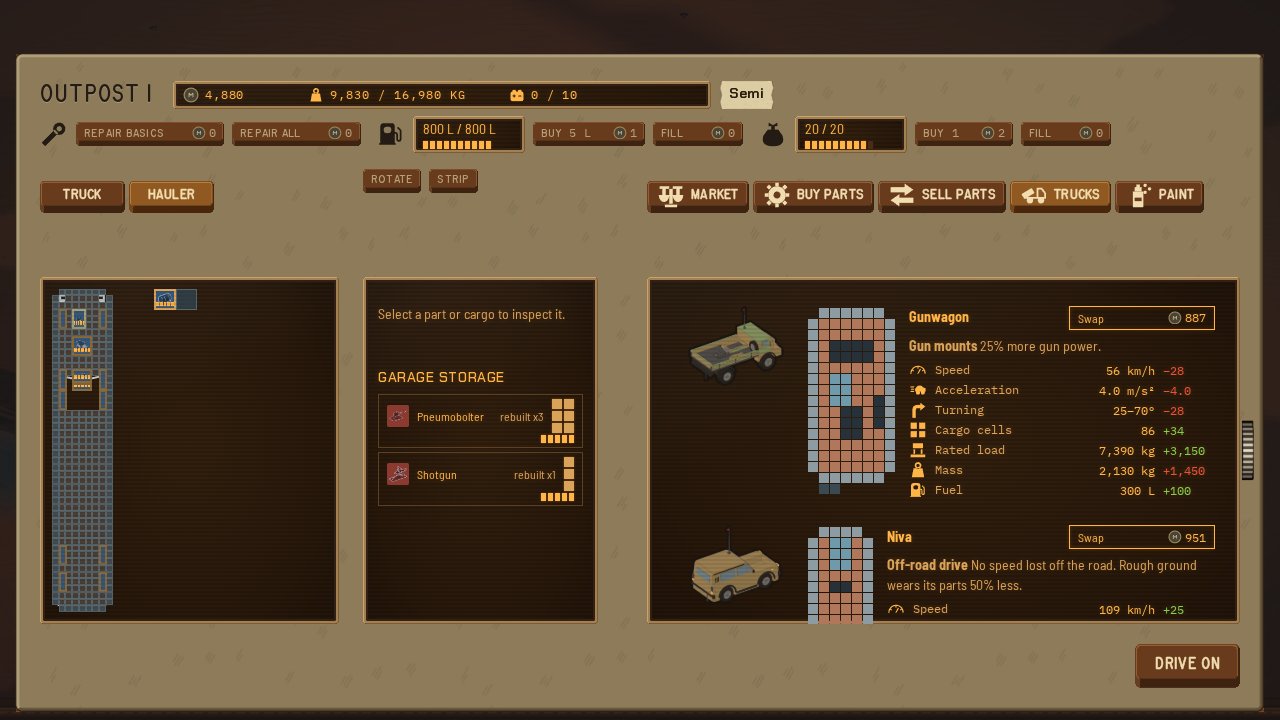 OUTPOST 1
4,880
9,830 / 16,980 KG
0 / 10
Semi
REPAIR BASICS M 0
REPAIR ALL M 0
800 L / 800 L
BUY 5 L M 1
FILL M 0
20 / 20
BUY 1 M 2
FILL M 0
TRUCK
HAULER
ROTATE
STRIP
MARKET
BUY PARTS
SELL PARTS
TRUCKS
PAINT
Select a part or cargo to inspect it.
GARAGE STORAGE
Pneumobolter rebuilt x3
Shotgun rebuilt x1
Gunwagon
Swap M 887
Gun mounts 25% more gun power.
Speed 56 km/h −28
Acceleration 4.0 m/s² −4.0
Turning 25–70° −28
Cargo cells 86 +34
Rated load 7,390 kg +3,150
Mass 2,130 kg +1,450
Fuel 300 L +100
Niva
Swap M 951
Off-road drive No speed lost off the road. Rough ground
wears its parts 50% less.
Speed 109 km/h +25
DRIVE ON